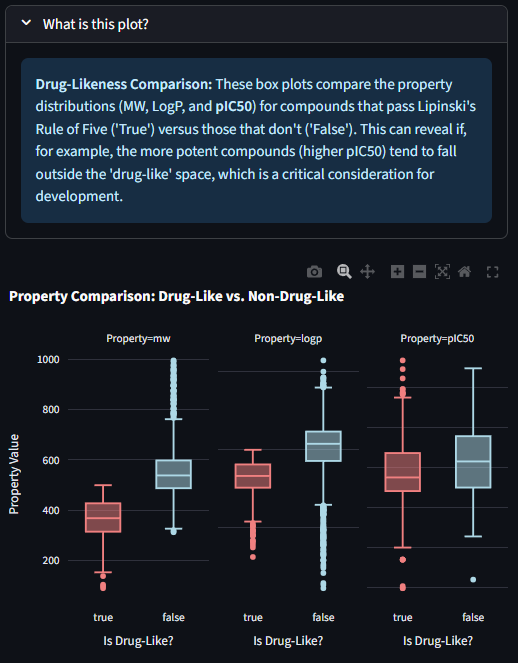 What is this plot?
Drug-Likeness Comparison: These box plots compare the property
distributions (MW, LogP, and pIC50) for compounds that pass Lipinski's
Rule of Five ('True') versus those that don't ('False'). This can reveal if,
for example, the more potent compounds (higher pIC50) tend to fall
outside the 'drug-like' space, which is a critical consideration for
development.
Property Comparison: Drug-Like vs. Non-Drug-Like
Property=mw
Property=logp
Property=pIC50
Property Value
1000
800
600
400
200
true
false
true
false
true
false
Is Drug-Like?
Is Drug-Like?
Is Drug-Like?